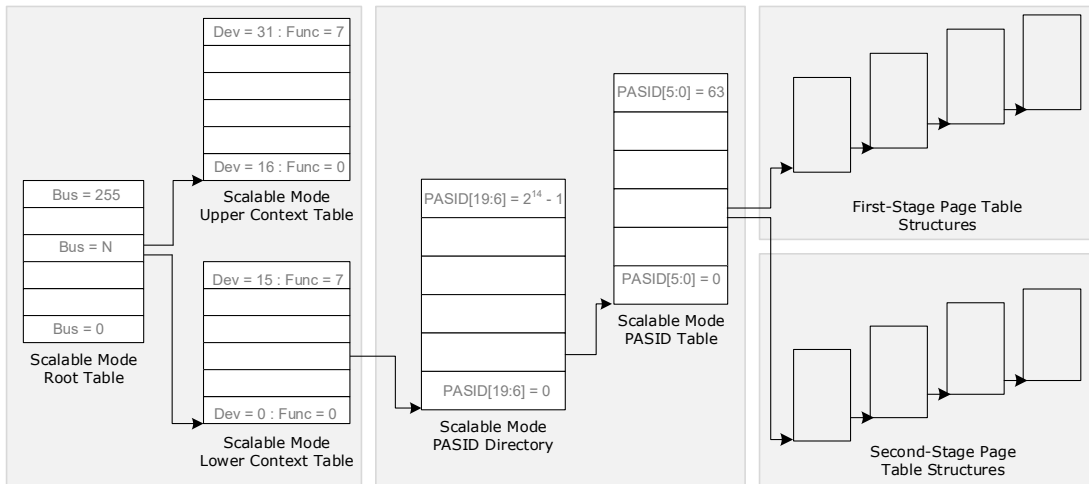 Dev = 31 : Func = 7
Dev = 16 : Func = 0
Scalable Mode
Upper Context Table
Bus = 255
Bus = N
Bus = 0
Scalable Mode
Root Table
Dev = 15 : Func = 7
Dev = 0 : Func = 0
Scalable Mode
Lower Context Table
PASID[19:6] = 2¹⁴ - 1
PASID[19:6] = 0
Scalable Mode
PASID Directory
PASID[5:0] = 63
PASID[5:0] = 0
Scalable Mode
PASID Table
First-Stage Page Table
Structures
Second-Stage Page
Table Structures